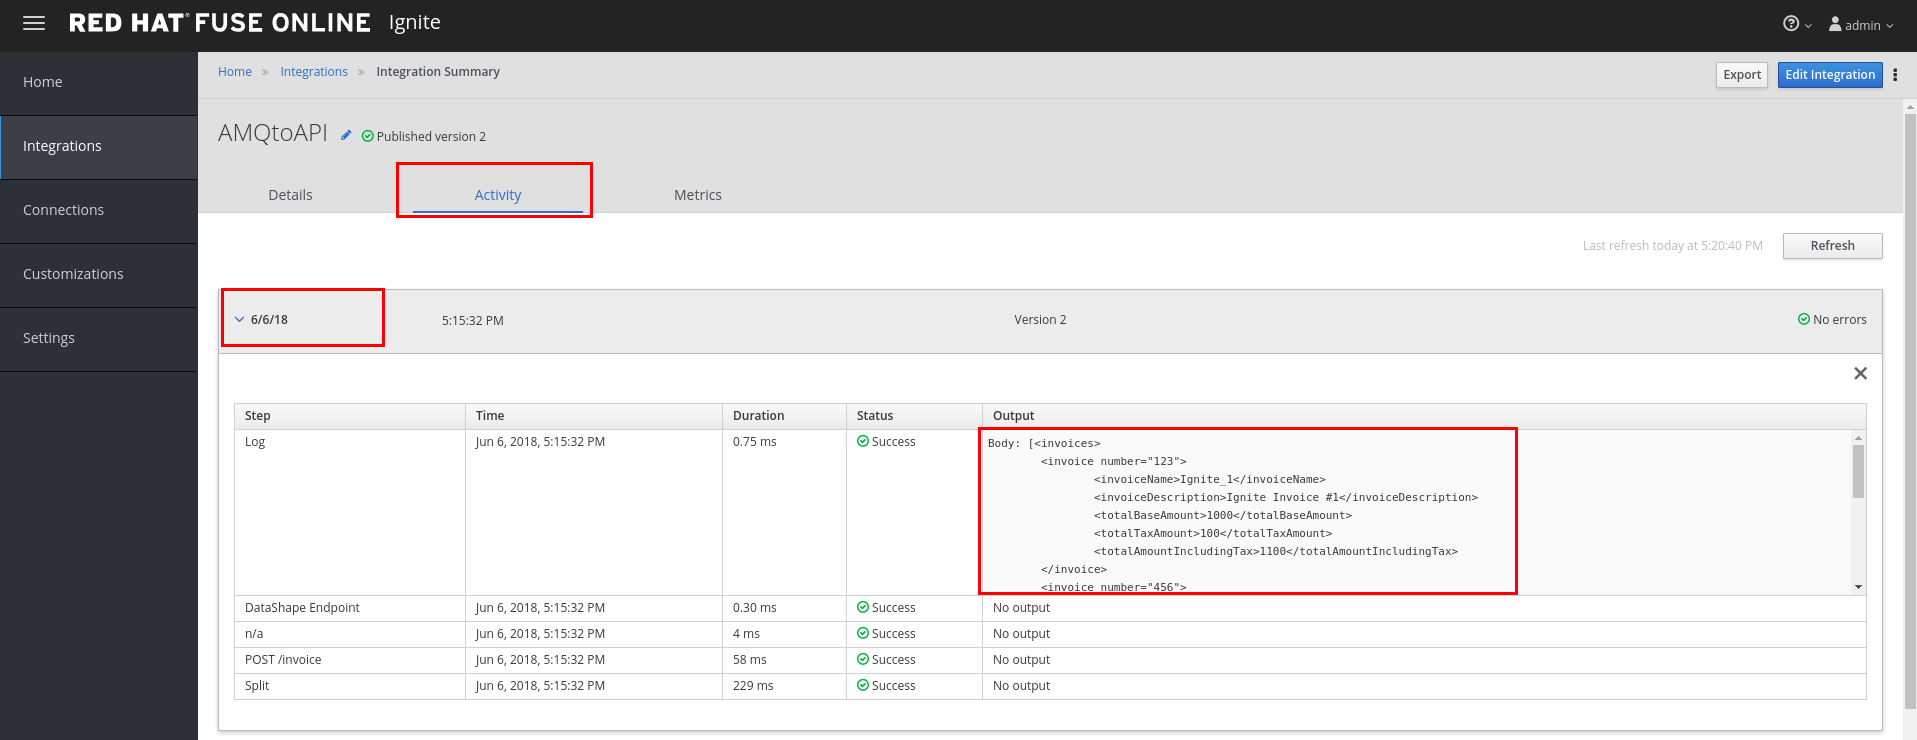 RED HAT® FUSE ONLINE Ignite
admin
Home
Integrations
Connections
Customizations
Settings
Home » Integrations » Integration Summary
Export
Edit Integration
AMQtoAPI
Published version 2
Details Activity Metrics
Last refresh today at 5:20:40 PM Refresh
6/6/18 5:15:32 PM Version 2 No errors
Step Time Duration Status Output
Log Jun 6, 2018, 5:15:32 PM 0.75 ms Success
Body: [<invoices>
<invoice number="123">
<invoiceName>Ignite_1</invoiceName>
<invoiceDescription>Ignite Invoice #1</invoiceDescription>
<totalBaseAmount>1000</totalBaseAmount>
<totalTaxAmount>100</totalTaxAmount>
<totalAmountIncludingTax>1100</totalAmountIncludingTax>
</invoice>
<invoice number="456">
DataShape Endpoint Jun 6, 2018, 5:15:32 PM 0.30 ms Success No output
n/a Jun 6, 2018, 5:15:32 PM 4 ms Success No output
POST /invoice Jun 6, 2018, 5:15:32 PM 58 ms Success No output
Split Jun 6, 2018, 5:15:32 PM 229 ms Success No output